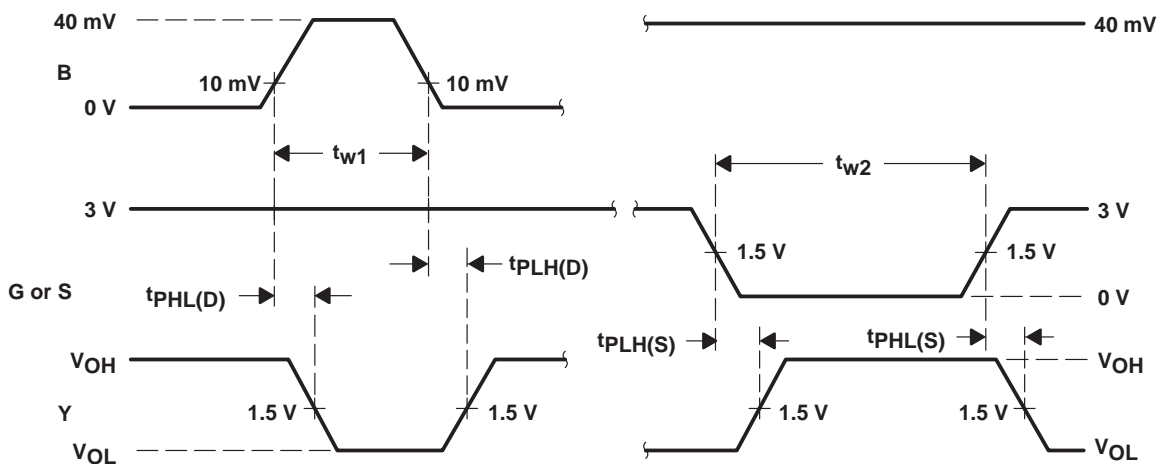 40 mV
40 mV
B
10 mV
10 mV
0 V
tw1
tw2
3 V
3 V
1.5 V
1.5 V
tPLH(D)
G or S
tPHL(D)
0 V
tPLH(S)
tPHL(S)
VOH
VOH
Y
1.5 V
1.5 V
1.5 V
1.5 V
VOL
VOL